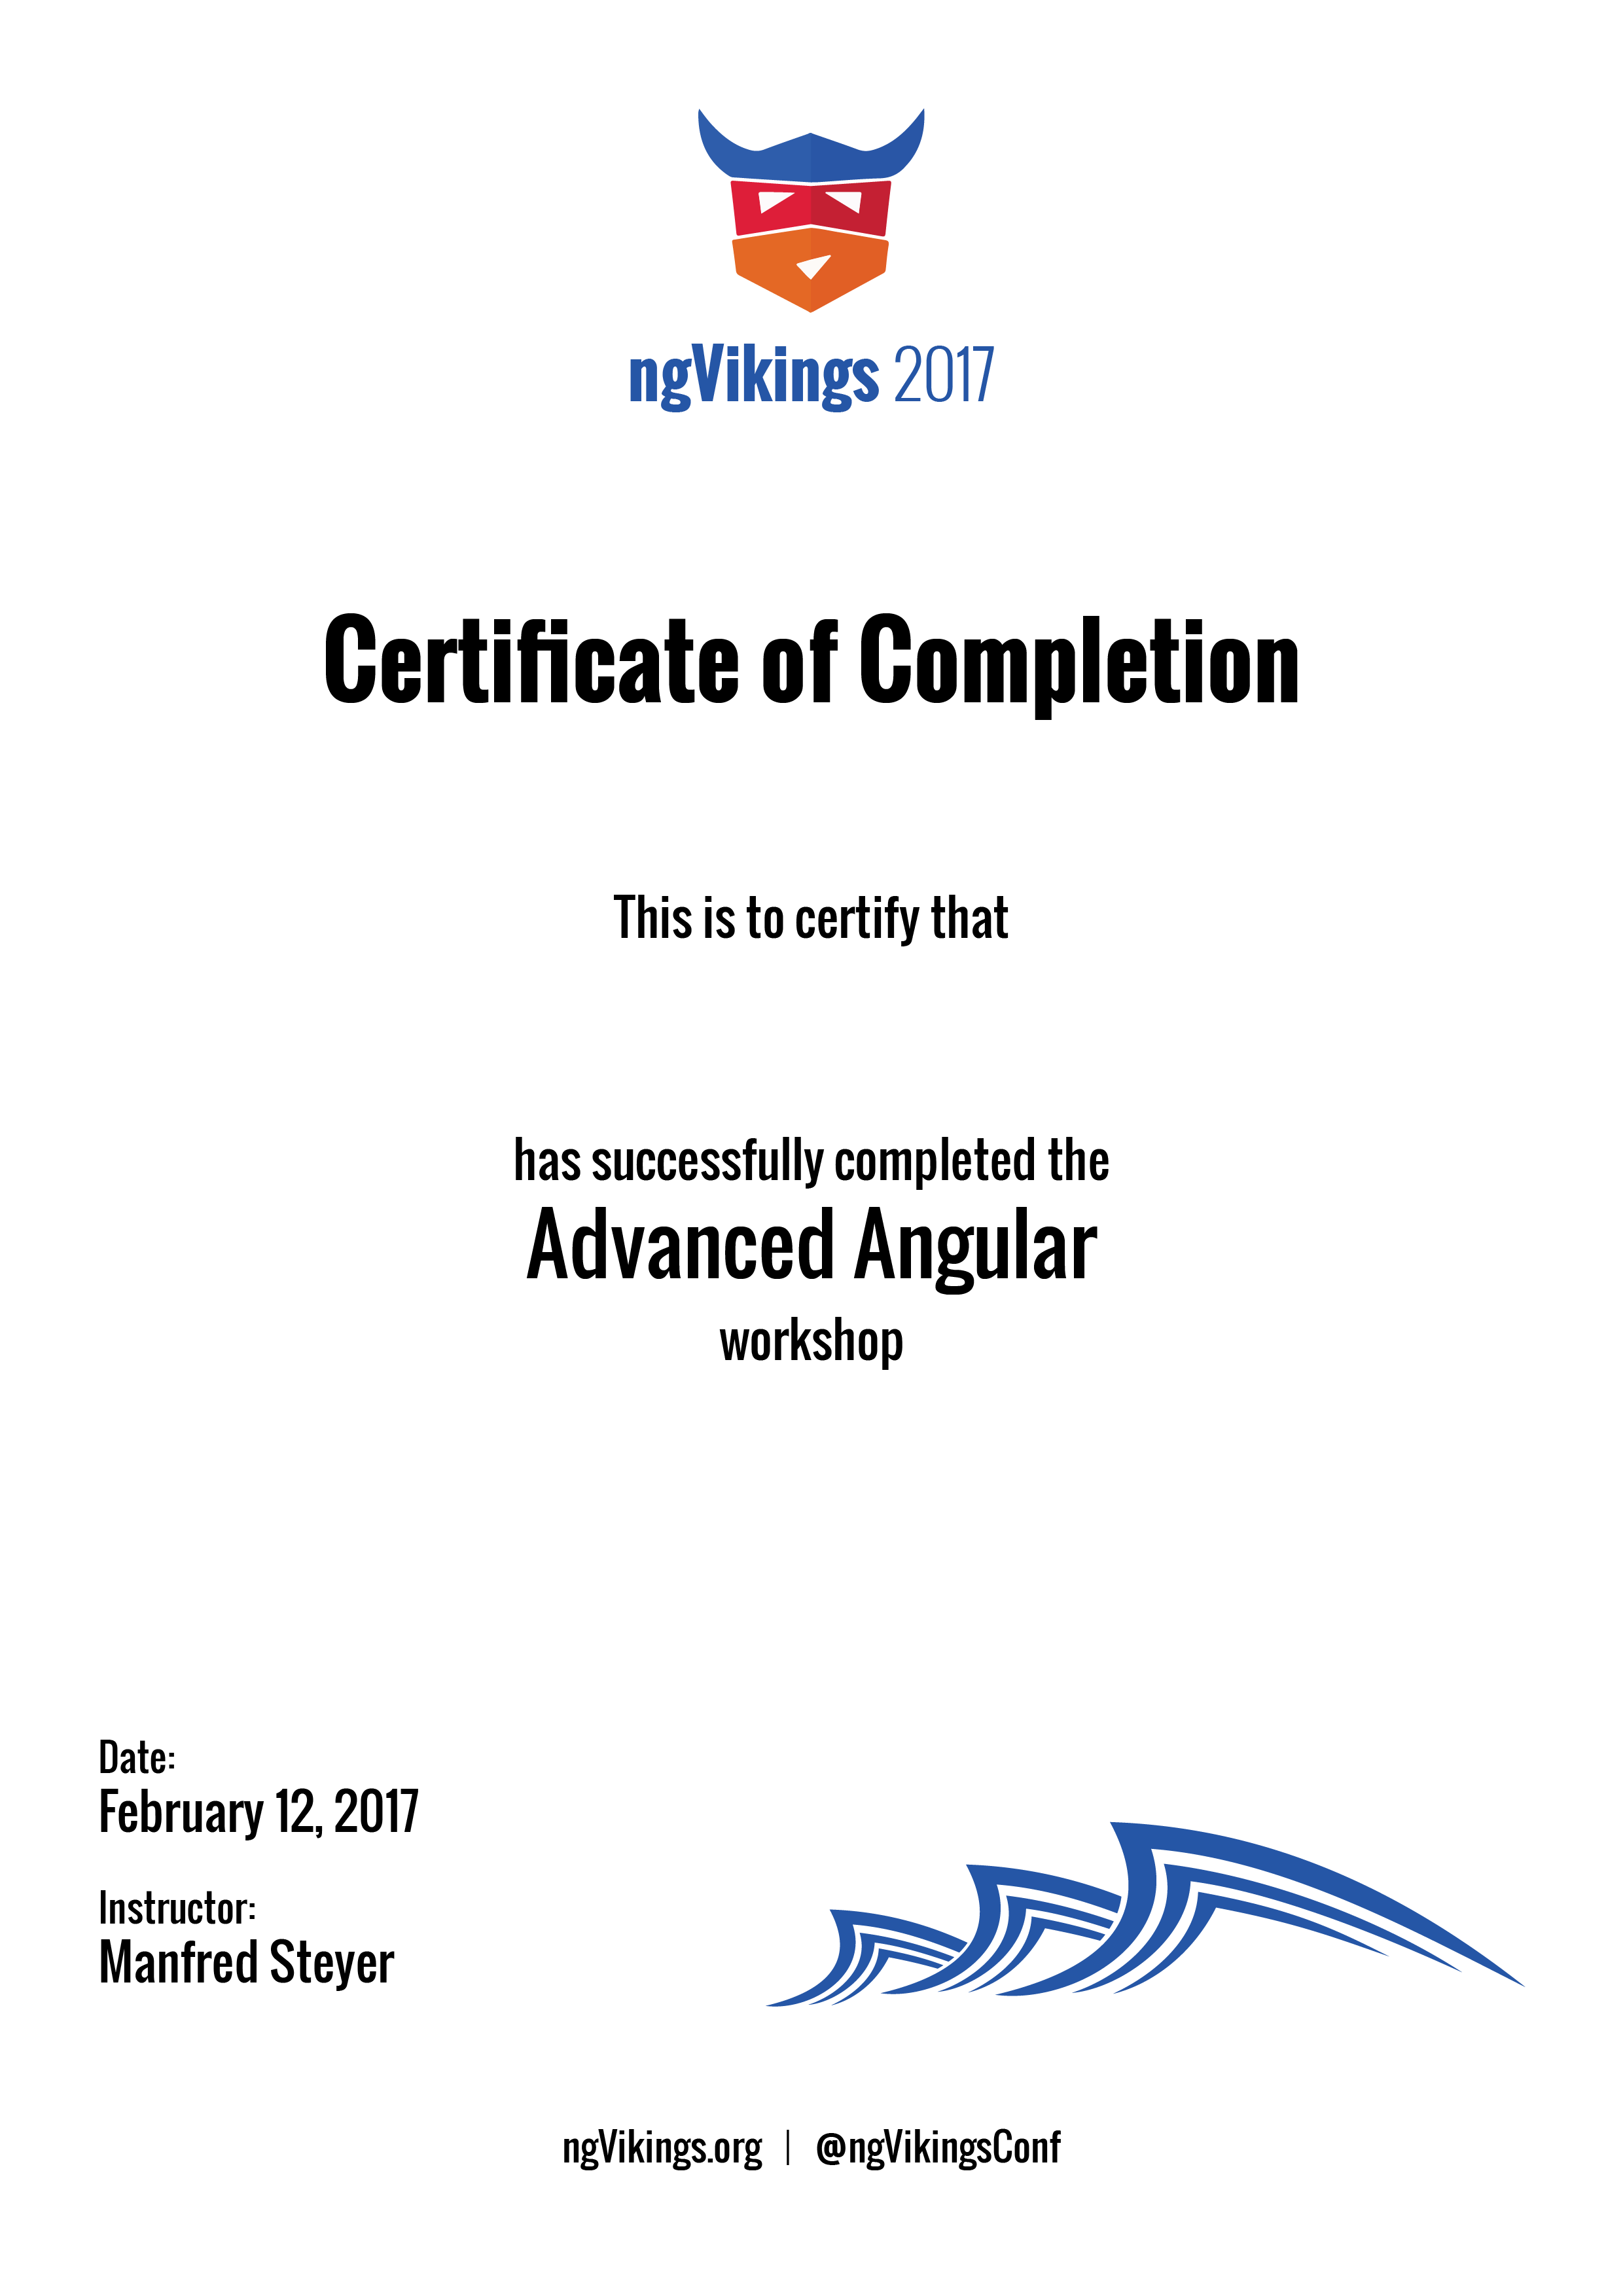 ngVikings 2017
Certificate of Completion
This is to certify that
has successfully completed the
Advanced Angular
workshop
Date:
February 12, 2017
Instructor:
Manfred Steyer
ngVikings.org | @ngVikingsConf